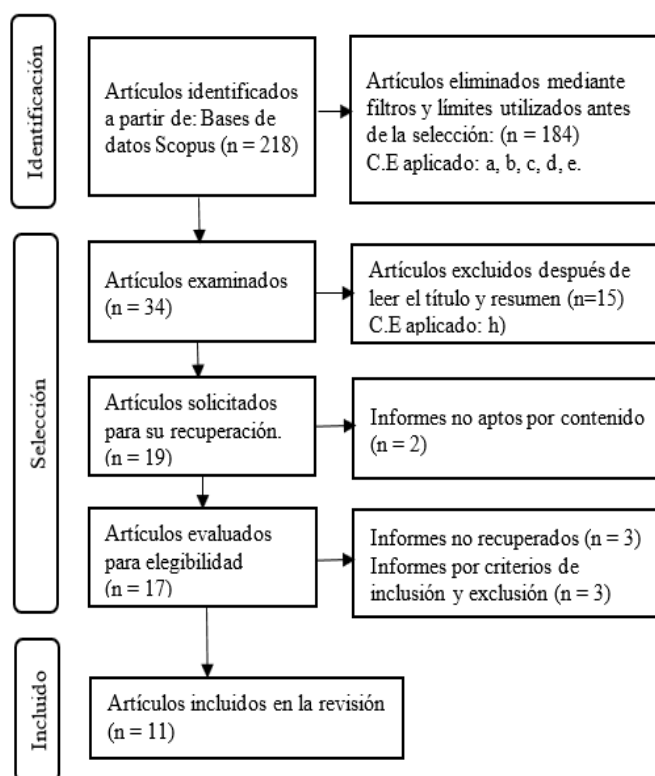 Identificación
Artículos identificados
a partir de: Bases de
datos Scopus (n = 218)
Artículos eliminados mediante
filtros y límites utilizados antes
de la selección: (n = 184)
C.E aplicado: a, b, c, d, e.
Selección
Artículos examinados
(n = 34)
Artículos excluidos después de
leer el título y resumen (n=15)
C.E aplicado: h)
Artículos solicitados
para su recuperación.
(n = 19)
Informes no aptos por contenido
(n = 2)
Artículos evaluados
para elegibilidad
(n = 17)
Informes no recuperados (n = 3)
Informes por criterios de
inclusión y exclusión (n = 3)
Incluido
Artículos incluidos en la revisión
(n = 11)